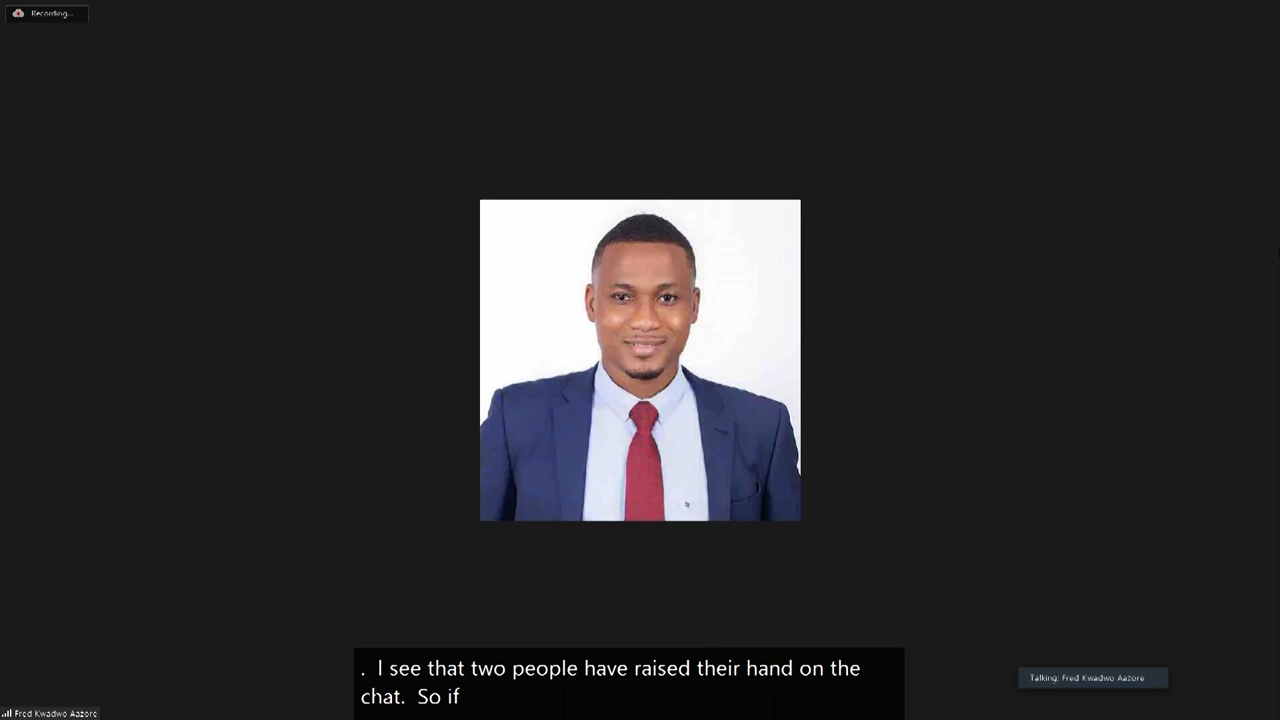 Recording...
. I see that two people have raised their hand on the
chat. So if
Talking: Fred Kwadwo Aazore
Fred Kwadwo Aazore